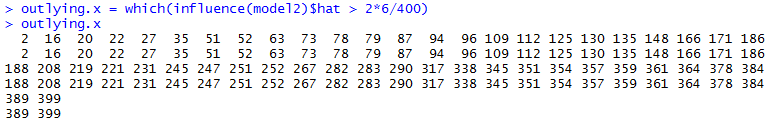 > outlying.x = which(influence(model2)$hat > 2*6/400)
> outlying.x
2 16 20 22 27 35 51 52 63 73 78 79 87 94 96 109 112 125 130 135 148 166 171 186
2 16 20 22 27 35 51 52 63 73 78 79 87 94 96 109 112 125 130 135 148 166 171 186
188 208 219 221 231 245 247 251 252 267 282 283 290 317 338 345 351 354 357 359 361 364 378 384
188 208 219 221 231 245 247 251 252 267 282 283 290 317 338 345 351 354 357 359 361 364 378 384
389 399
389 399